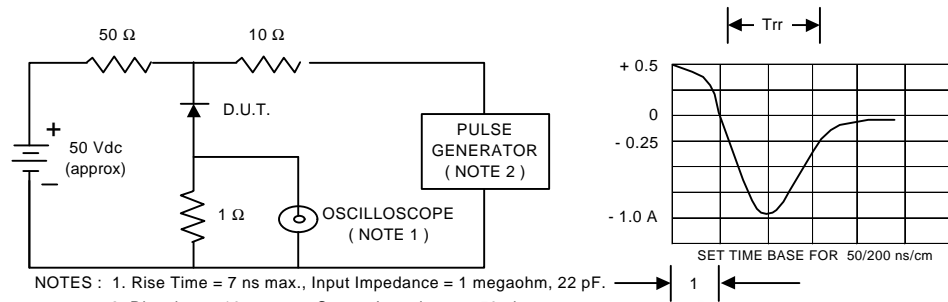 50 Ω
10 Ω
Trr
+ 0.5
D.U.T.
0
+
50 Vdc
(approx)
−
PULSE
GENERATOR
( NOTE 2 )
- 0.25
1 Ω
OSCILLOSCOPE
( NOTE 1 )
- 1.0 A
SET TIME BASE FOR 50/200 ns/cm
NOTES : 1. Rise Time = 7 ns max., Input Impedance = 1 megaohm, 22 pF.
1